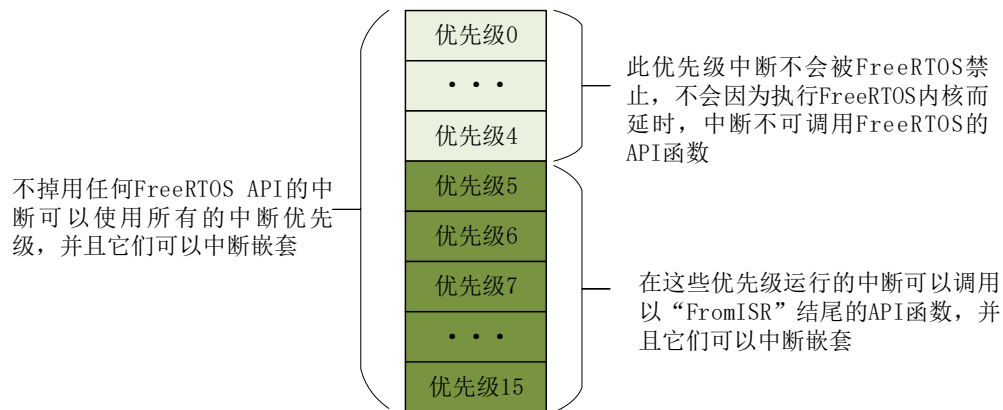 不掉用任何FreeRTOS API的中
断可以使用所有的中断优先
级，并且它们可以中断嵌套
优先级0
···
优先级4
优先级5
优先级6
优先级7
···
优先级15
此优先级中断不会被FreeRTOS禁
止，不会因为执行FreeRTOS内核而
延时，中断不可调用FreeRTOS的
API函数
在这些优先级运行的中断可以调用
以“FromISR”结尾的API函数，并
且它们可以中断嵌套